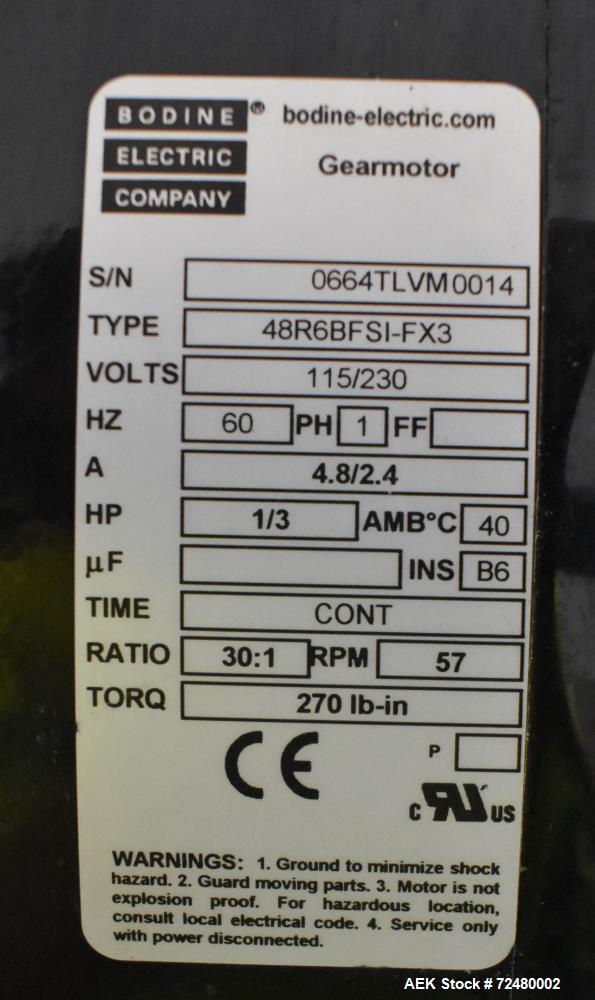 BODINE ® bodine-electric.com
ELECTRIC
COMPANY
Gearmotor
S/N 0664TLVM0014
TYPE 48R6BFSI-FX3
VOLTS 115/230
HZ 60 PH 1 FF
A 4.8/2.4
HP 1/3 AMB°C 40
µF INS B6
TIME CONT
RATIO 30:1 RPM 57
TORQ 270 lb-in
CE P
c RU US
WARNINGS: 1. Ground to minimize shock
hazard. 2. Guard moving parts. 3. Motor is not
explosion proof. For hazardous location,
consult local electrical code. 4. Service only
with power disconnected.
AEK Stock #72480002